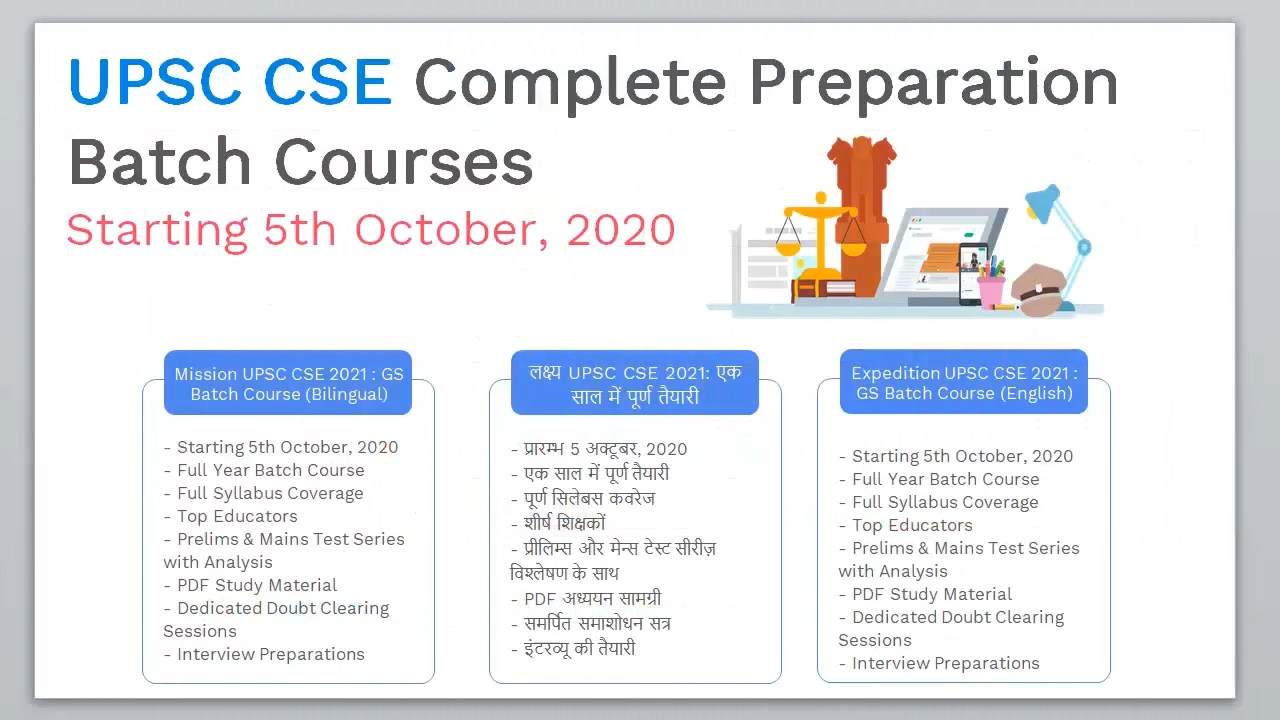 UPSC CSE Complete Preparation
Batch Courses
Starting 5th October, 2020
Mission UPSC CSE 2021 : GS
Batch Course (Bilingual)
- Starting 5th October, 2020
- Full Year Batch Course
- Full Syllabus Coverage
- Top Educators
- Prelims & Mains Test Series
with Analysis
- PDF Study Material
- Dedicated Doubt Clearing
Sessions
- Interview Preparations
लक्ष्य UPSC CSE 2021: एक
साल में पूर्ण तैयारी
- प्रारम्भ 5 अक्टूबर, 2020
- एक साल में पूर्ण तैयारी
- पूर्ण सिलेबस कवरेज
- शीर्ष शिक्षकों
- प्रीलिम्स और मेन्स टेस्ट सीरीज़
विश्लेषण के साथ
- PDF अध्ययन सामग्री
- समर्पित समाशोधन सत्र
- इंटरव्यू की तैयारी
Expedition UPSC CSE 2021 :
GS Batch Course (English)
- Starting 5th October, 2020
- Full Year Batch Course
- Full Syllabus Coverage
- Top Educators
- Prelims & Mains Test Series
with Analysis
- PDF Study Material
- Dedicated Doubt Clearing
Sessions
- Interview Preparations